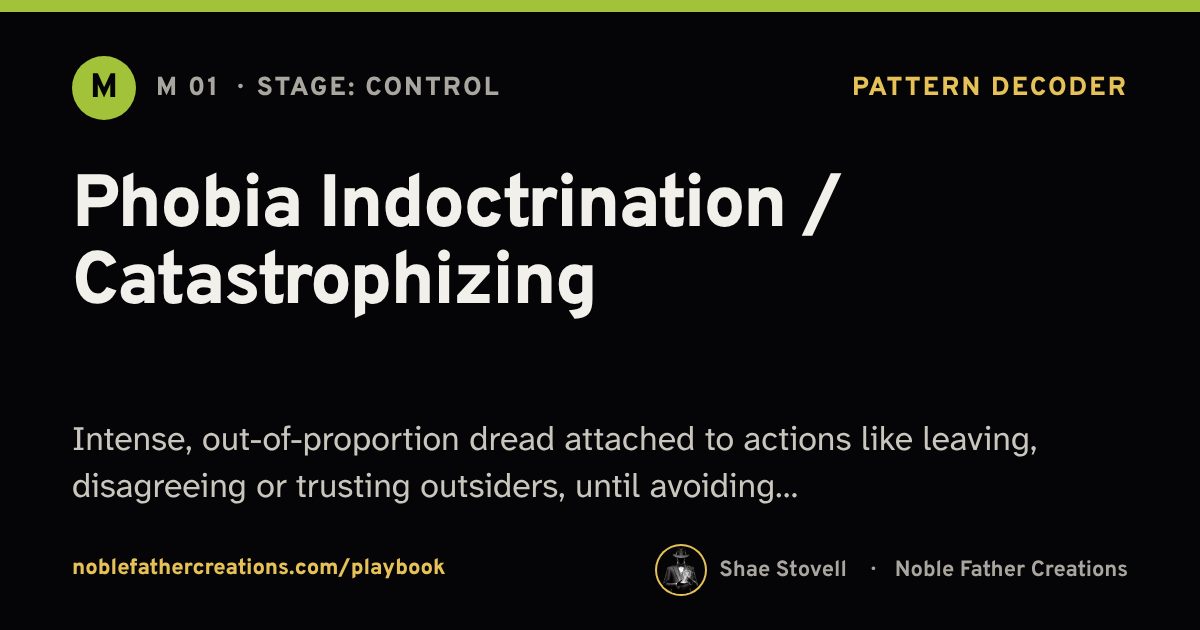 M
M 01 · STAGE: CONTROL
PATTERN DECODER
Phobia Indoctrination /
Catastrophizing
Intense, out-of-proportion dread attached to actions like leaving,
disagreeing or trusting outsiders, until avoiding...
noblefathercreations.com/playbook
Shae Stovell · Noble Father Creations